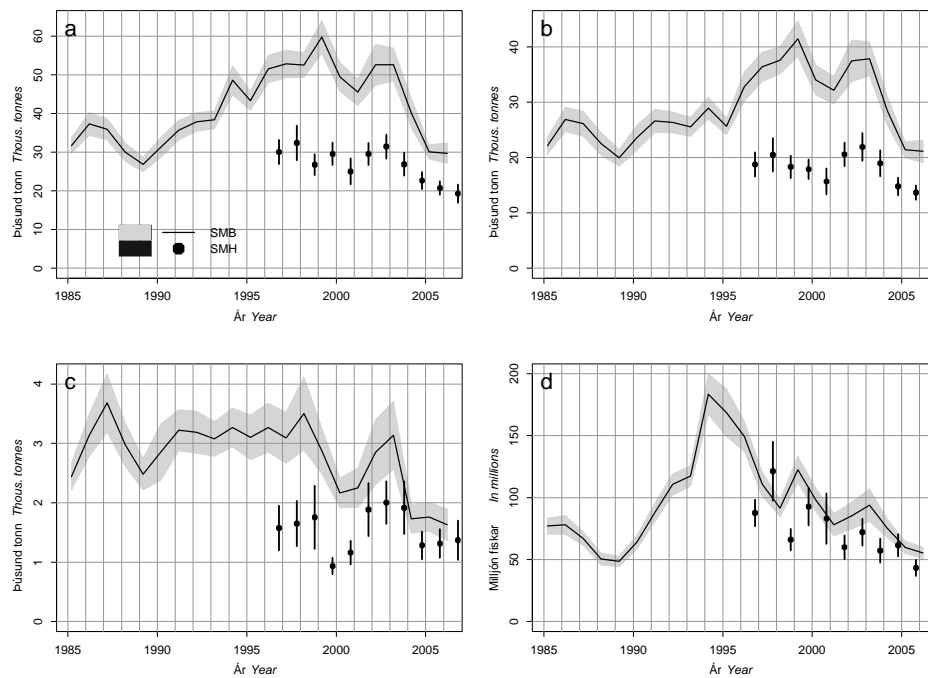 a
Þúsund tonn Thous. tonnes
60
50
40
30
20
10
0
SMB
SMH
1985 1990 1995 2000 2005
Ár Year
b
Þúsund tonn Thous. tonnes
40
30
20
10
0
1985 1990 1995 2000 2005
Ár Year
c
Þúsund tonn Thous. tonnes
4
3
2
1
0
1985 1990 1995 2000 2005
Ár Year
d
Milljón fiskar In millions
200
150
100
50
0
1985 1990 1995 2000 2005
Ár Year